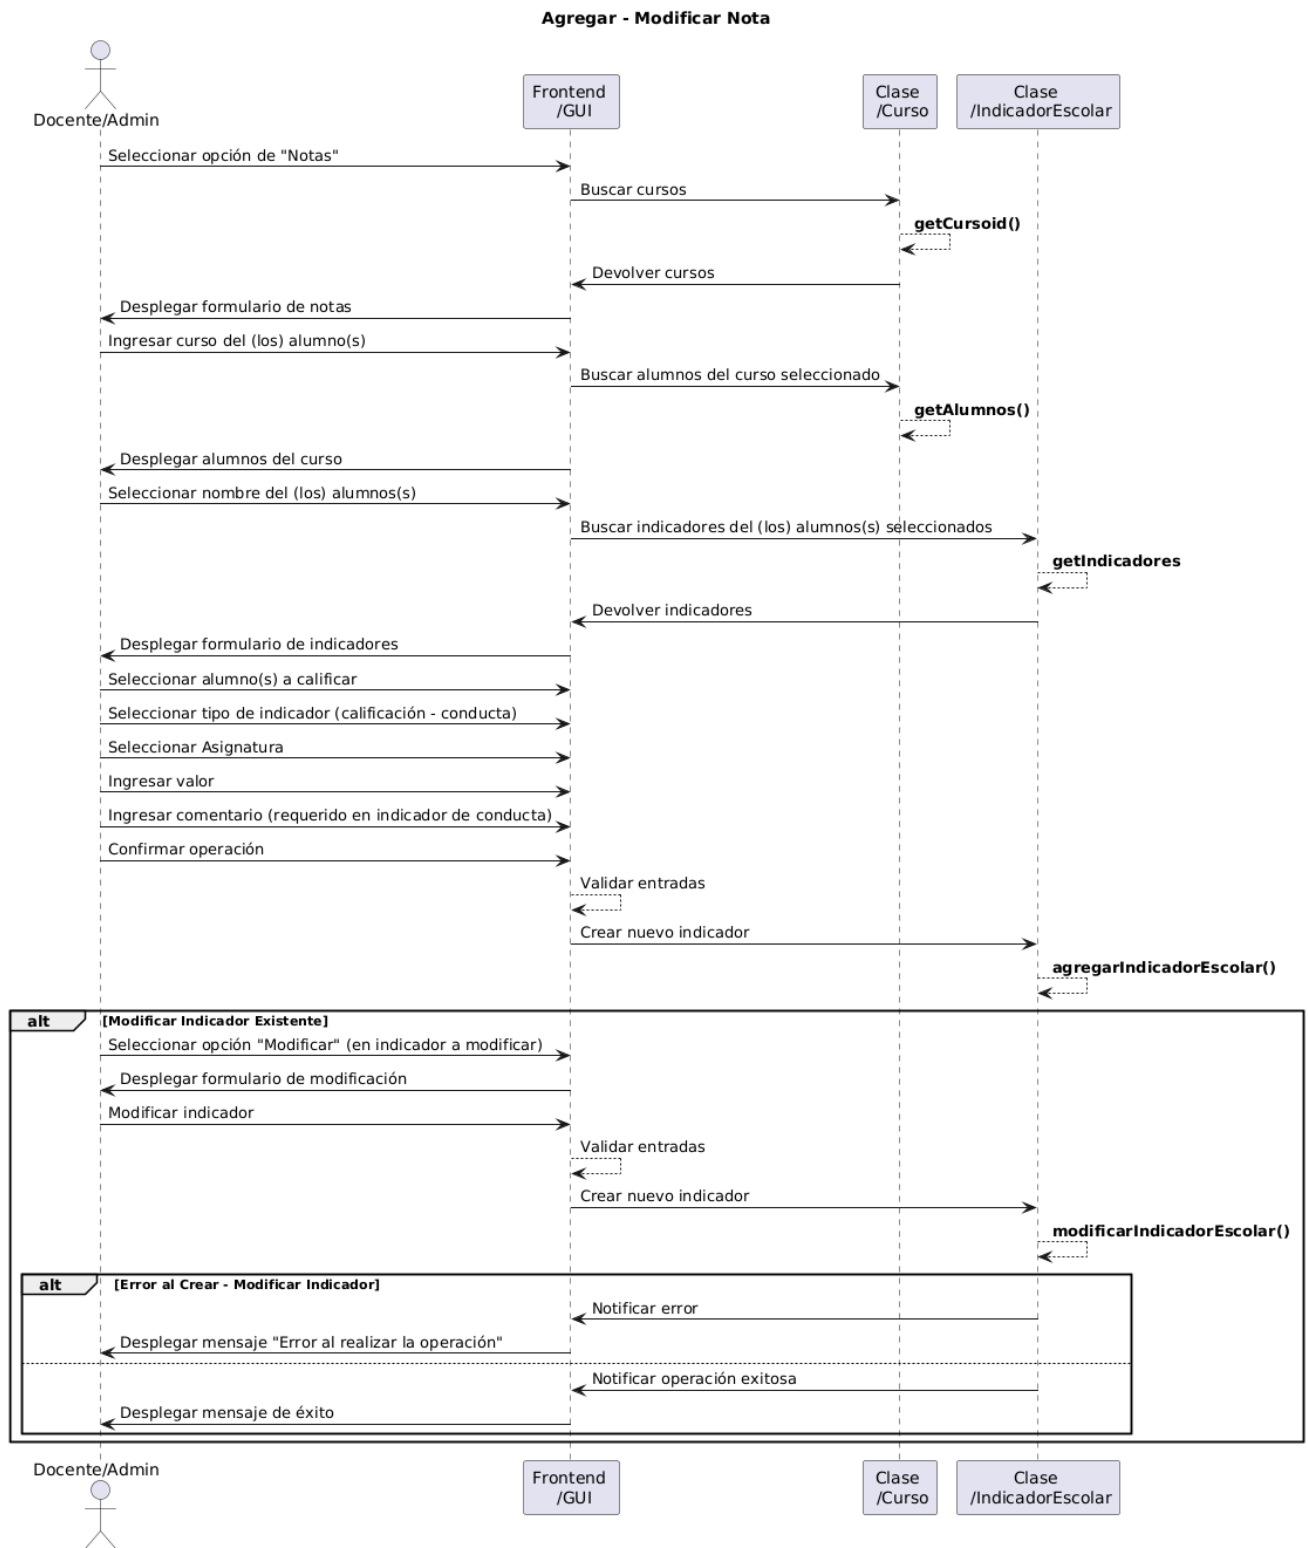 Agregar - Modificar Nota
Docente/Admin
Frontend
/GUI
Clase
/Curso
Clase
/IndicadorEscolar
Seleccionar opción de "Notas"
Buscar cursos
getCursoid()
Devolver cursos
Desplegar formulario de notas
Ingresar curso del (los) alumno(s)
Buscar alumnos del curso seleccionado
getAlumnos()
Desplegar alumnos del curso
Seleccionar nombre del (los) alumnos(s)
Buscar indicadores del (los) alumnos(s) seleccionados
getIndicadores
Devolver indicadores
Desplegar formulario de indicadores
Seleccionar alumno(s) a calificar
Seleccionar tipo de indicador (calificación - conducta)
Seleccionar Asignatura
Ingresar valor
Ingresar comentario (requerido en indicador de conducta)
Confirmar operación
Validar entradas
Crear nuevo indicador
agregarIndicadorEscolar()
alt [Modificar Indicador Existente]
Seleccionar opción "Modificar" (en indicador a modificar)
Desplegar formulario de modificación
Modificar indicador
Validar entradas
Crear nuevo indicador
modificarIndicadorEscolar()
alt [Error al Crear - Modificar Indicador]
Notificar error
Desplegar mensaje "Error al realizar la operación"
Notificar operación exitosa
Desplegar mensaje de éxito
Docente/Admin
Frontend
/GUI
Clase
/Curso
Clase
/IndicadorEscolar